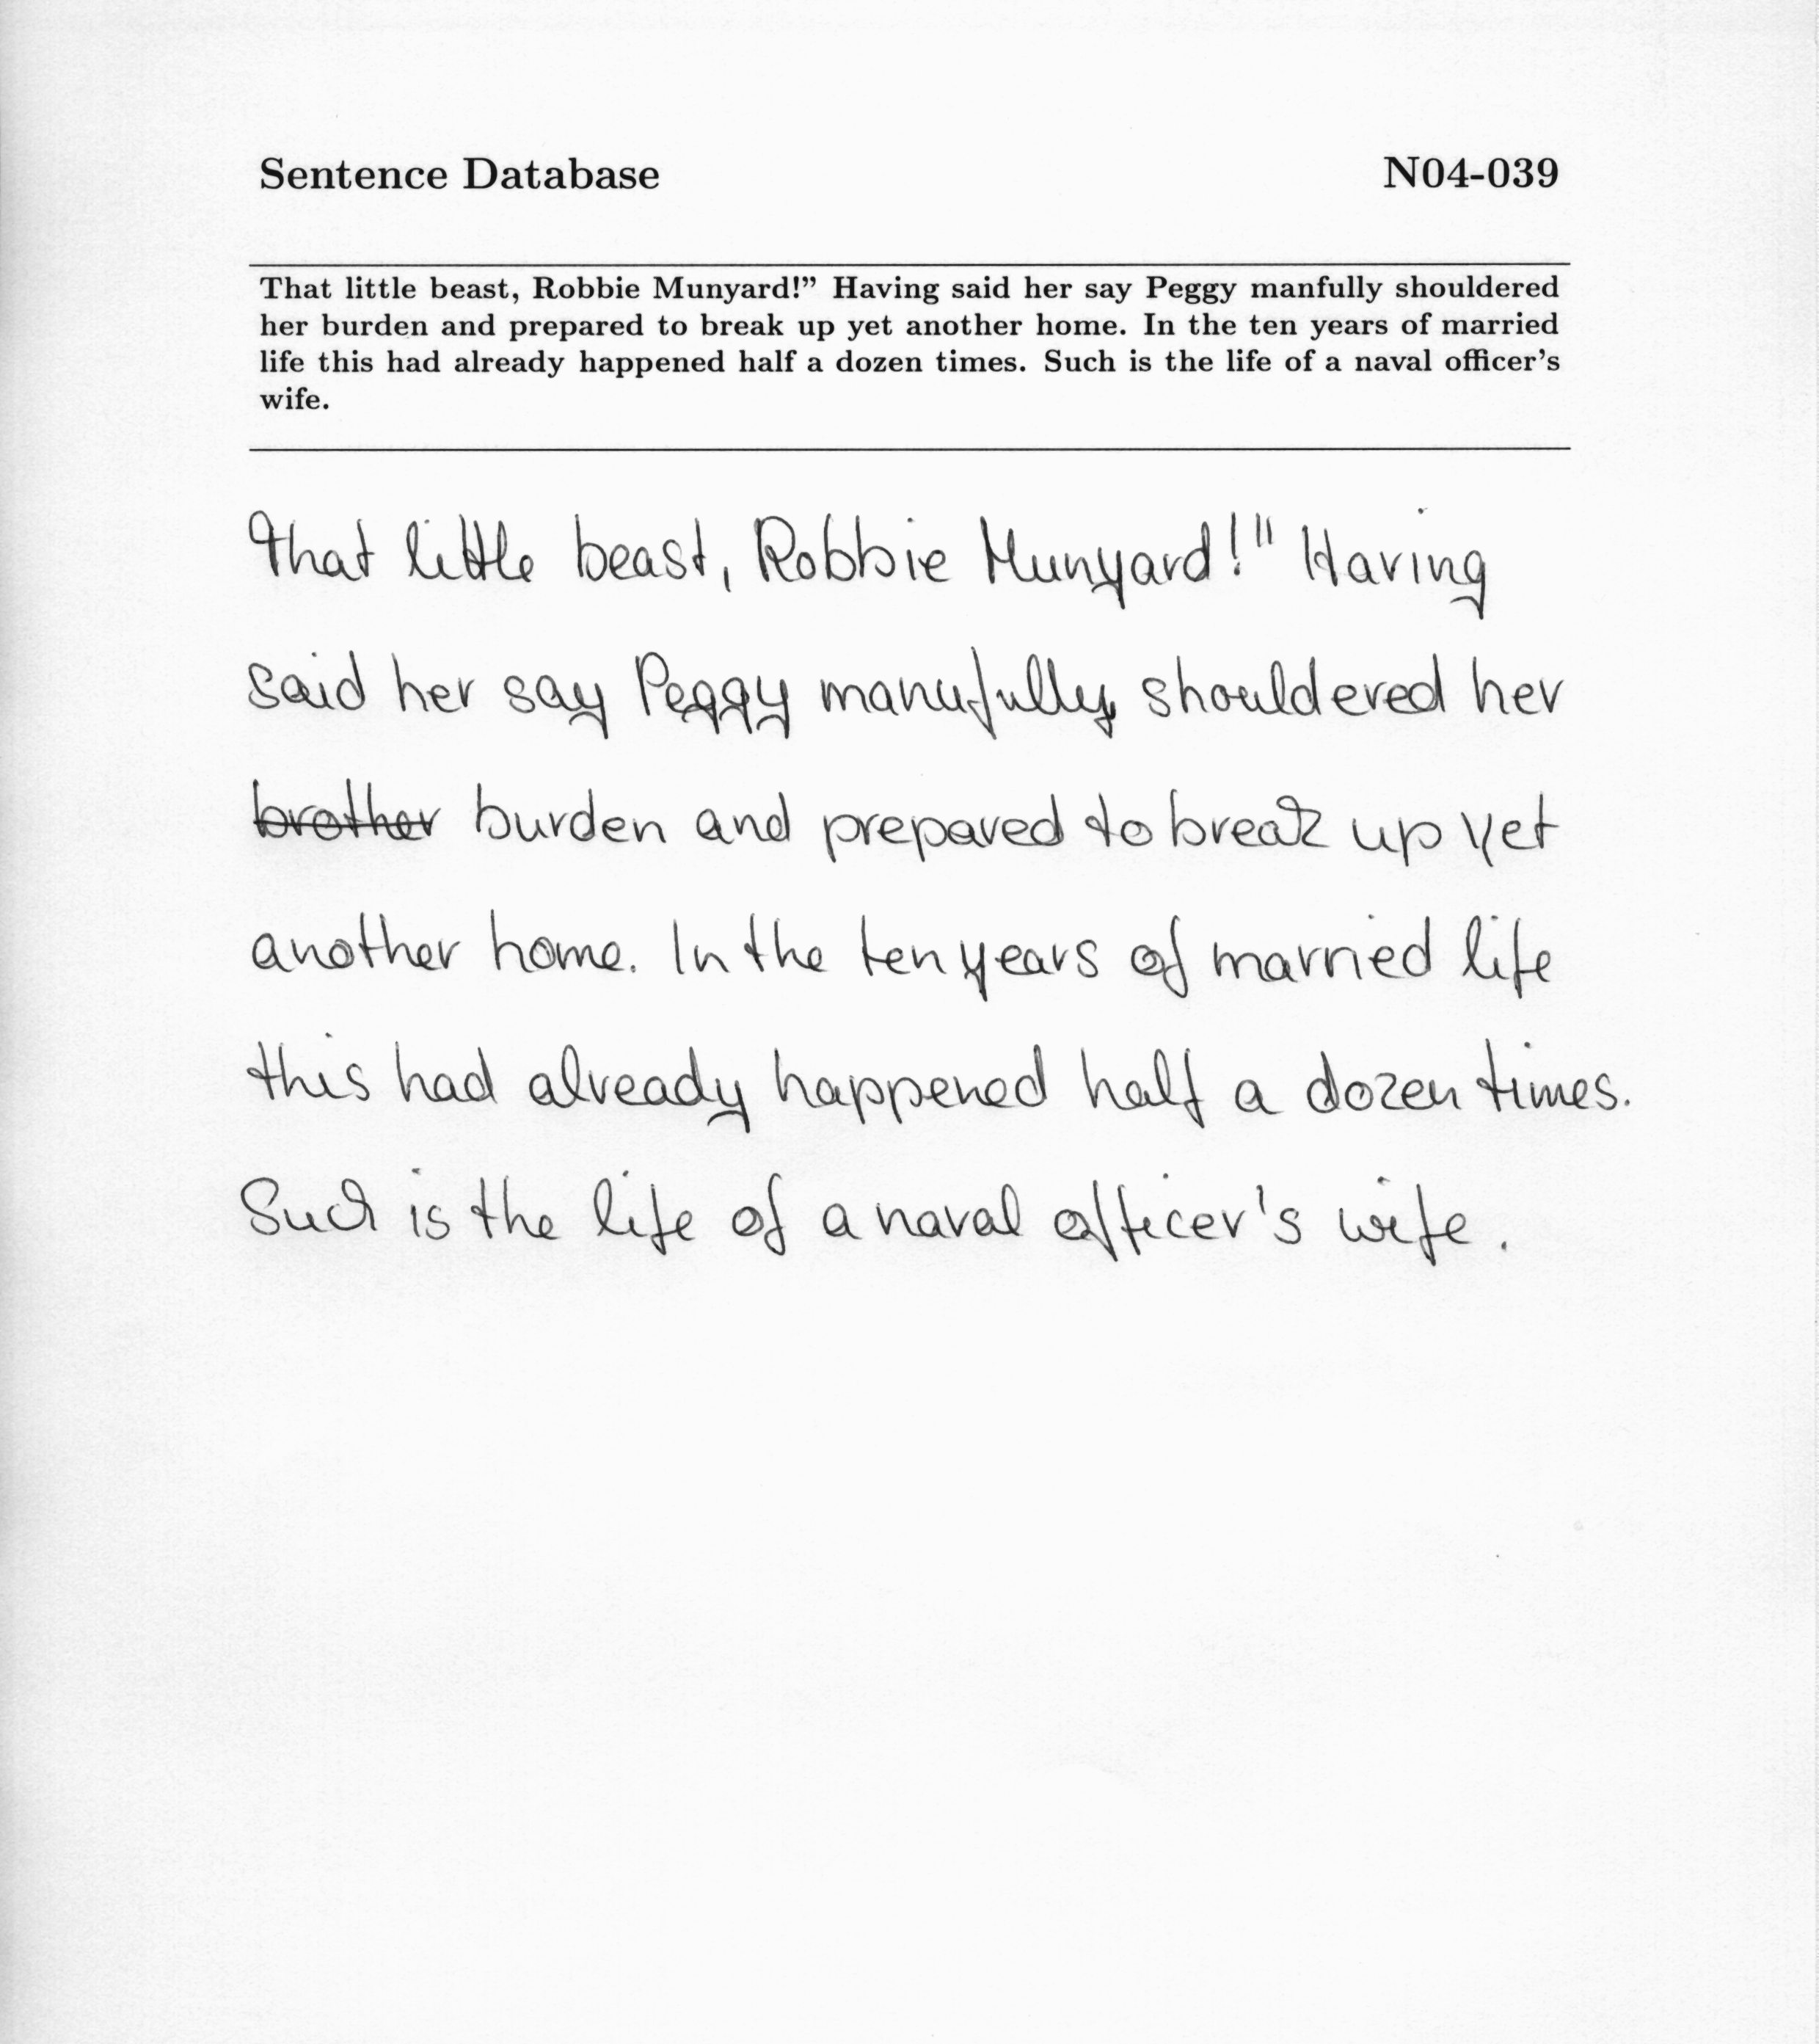 Sentence Database N04-039
That little beast, Robbie Munyard!” Having said her say Peggy manfully shouldered
her burden and prepared to break up yet another home. In the ten years of married
life this had already happened half a dozen times. Such is the life of a naval officer’s
wife.
That little beast, Robbie Munyard!" Having
said her say Peggy manufully shouldered her
brother burden and prepared to break up yet
another home. In the ten years of married life
this had already happened half a dozen times.
Such is the life of a naval officer's wife.